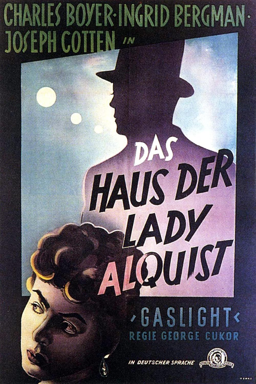 CHARLES BOYER·INGRID BERGMAN·
JOSEPH COTTEN IN
DAS
HAUS DER
LADY
ALQUIST
›GASLIGHT‹
REGIE GEORGE CUKOR
IN DEUTSCHER SPRACHE